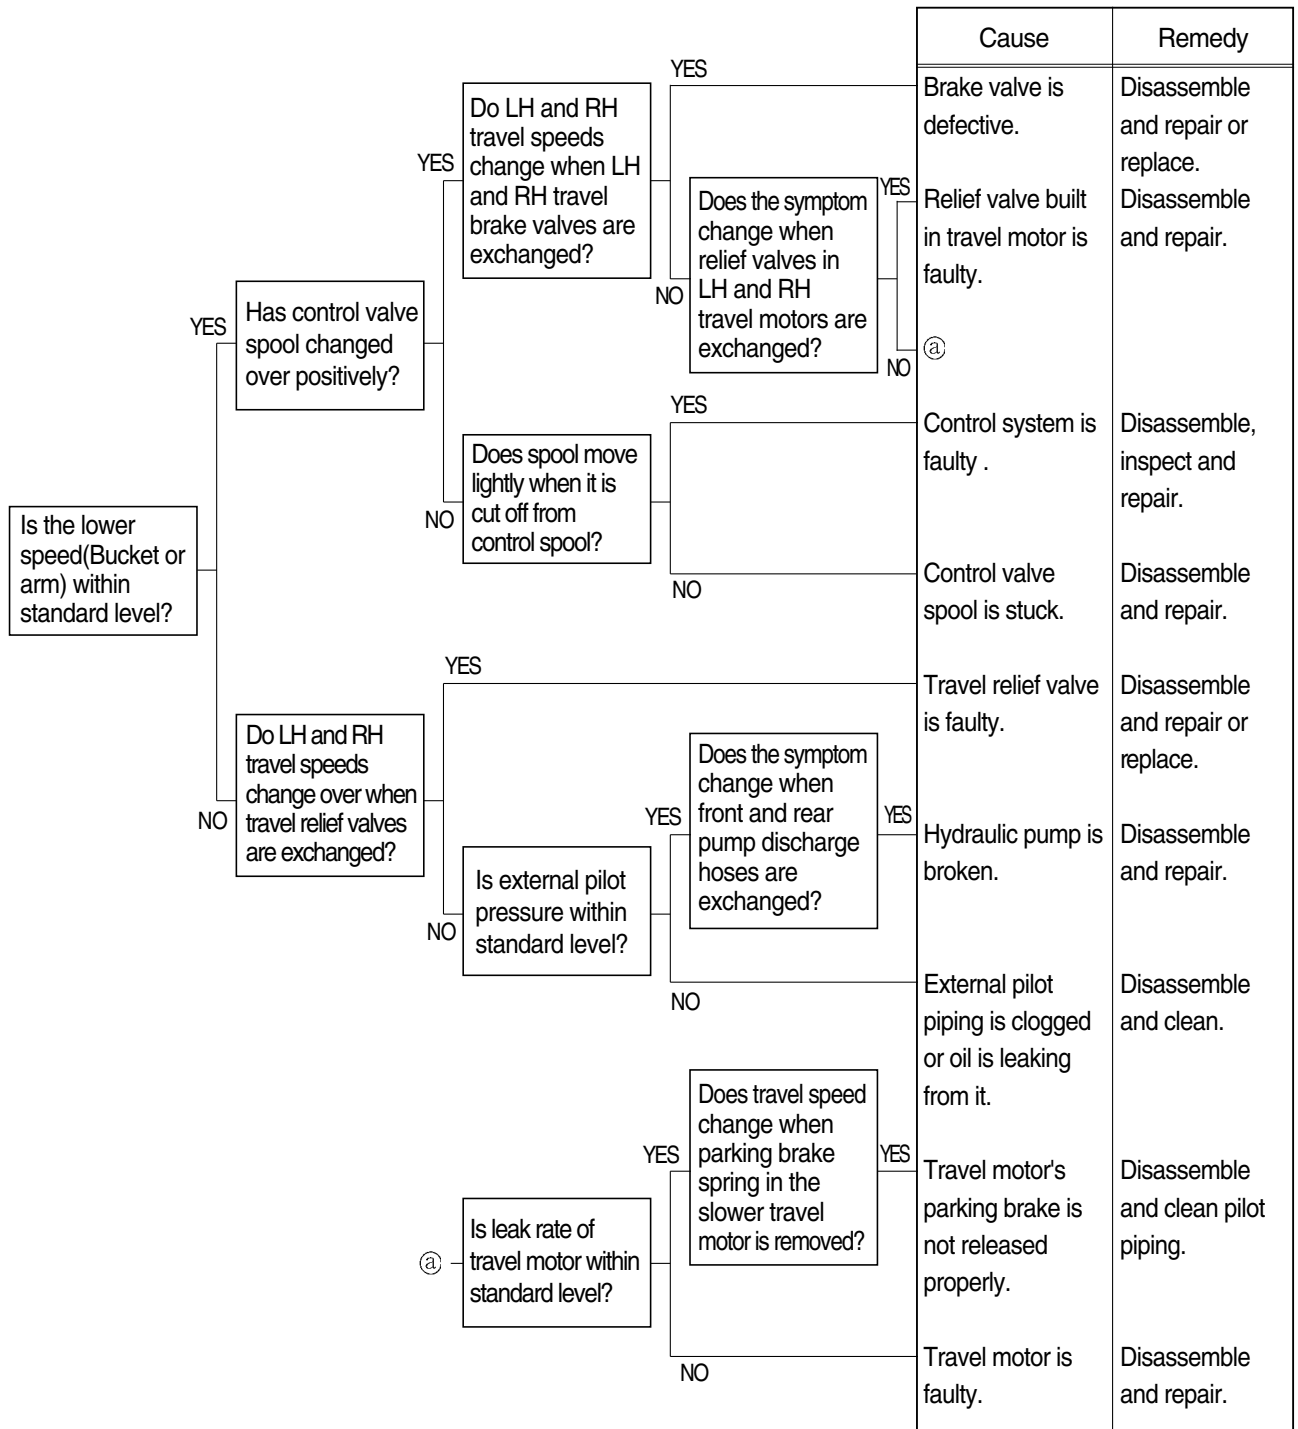 Cause
Remedy
YES
Brake valve is
defective.
Disassemble
and repair or
replace.
Do LH and RH
travel speeds
change when LH
and RH travel
brake valves are
exchanged?
YES
Does the symptom
change when
relief valves in
LH and RH
travel motors are
exchanged?
NO
YES
Relief valve built
in travel motor is
faulty.
Disassemble
and repair.
NO
ⓐ
Has control valve
spool changed
over positively?
YES
YES
Control system is
faulty .
Disassemble,
inspect and
repair.
Does spool move
lightly when it is
cut off from
control spool?
NO
NO
Control valve
spool is stuck.
Disassemble
and repair.
Is the lower
speed(Bucket or
arm) within
standard level?
YES
Travel relief valve
is faulty.
Disassemble
and repair or
replace.
Do LH and RH
travel speeds
change over when
travel relief valves
are exchanged?
NO
Does the symptom
change when
front and rear
pump discharge
hoses are
exchanged?
YES
YES
Hydraulic pump is
broken.
Disassemble
and repair.
Is external pilot
pressure within
standard level?
NO
NO
External pilot
piping is clogged
or oil is leaking
from it.
Disassemble
and clean.
Does travel speed
change when
parking brake
spring in the
slower travel
motor is removed?
YES
YES
Travel motor's
parking brake is
not released
properly.
Disassemble
and clean pilot
piping.
ⓐ
Is leak rate of
travel motor within
standard level?
NO
Travel motor is
faulty.
Disassemble
and repair.